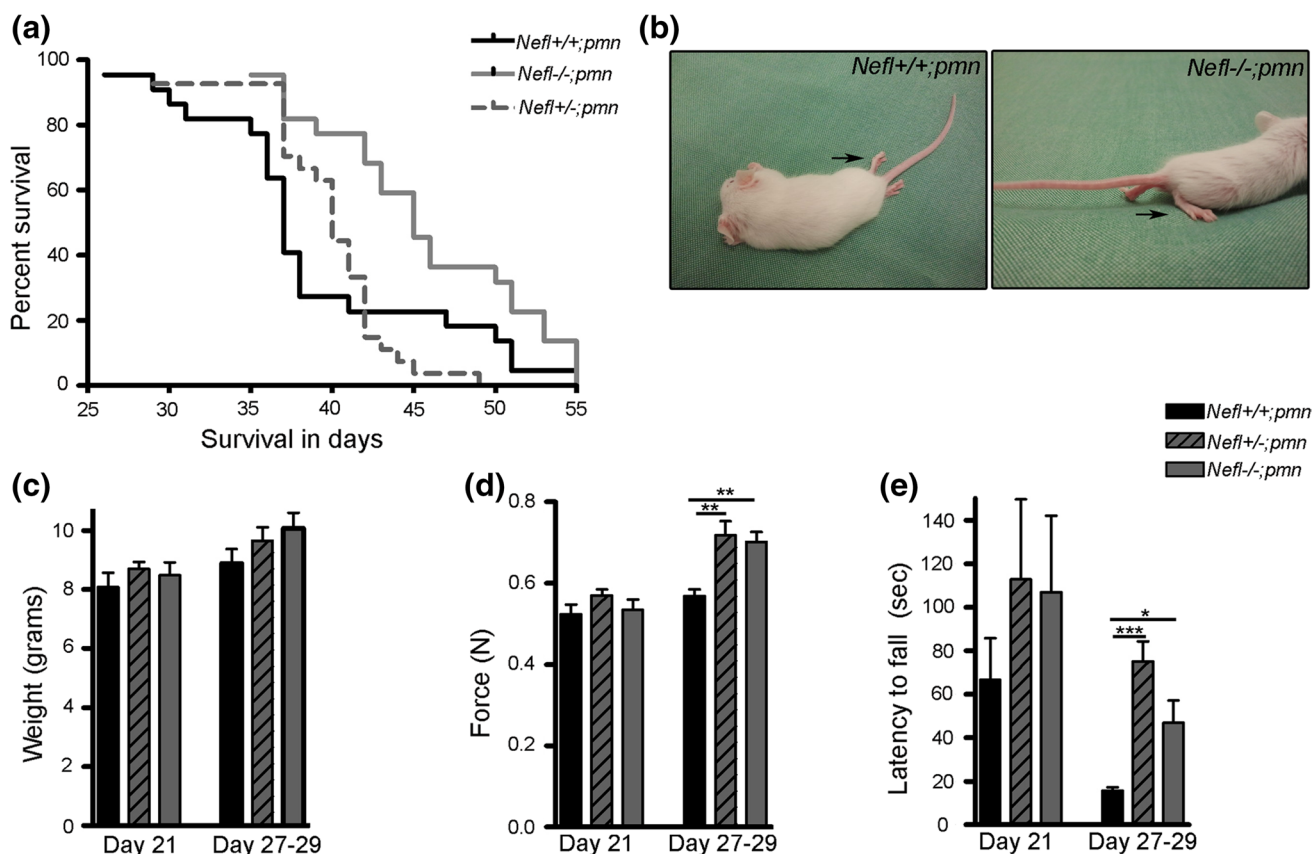 (a)
Percent survival
100
80
60
40
20
0
25 30 35 40 45 50 55
Survival in days
Nefl+/+;pmn
Nefl-/-;pmn
Nefl+/-;pmn
(b)
Nefl+/+;pmn
Nefl-/-;pmn
Nefl+/+;pmn
Nefl+/-;pmn
Nefl-/-;pmn
(c)
Weight (grams)
10
8
6
4
2
0
Day 21 Day 27-29
(d)
Force (N)
0.8
0.6
0.4
0.2
0.0
**
**
Day 21 Day 27-29
(e)
Latency to fall (sec)
140
120
100
80
60
40
20
0
*
***
Day 21 Day 27-29